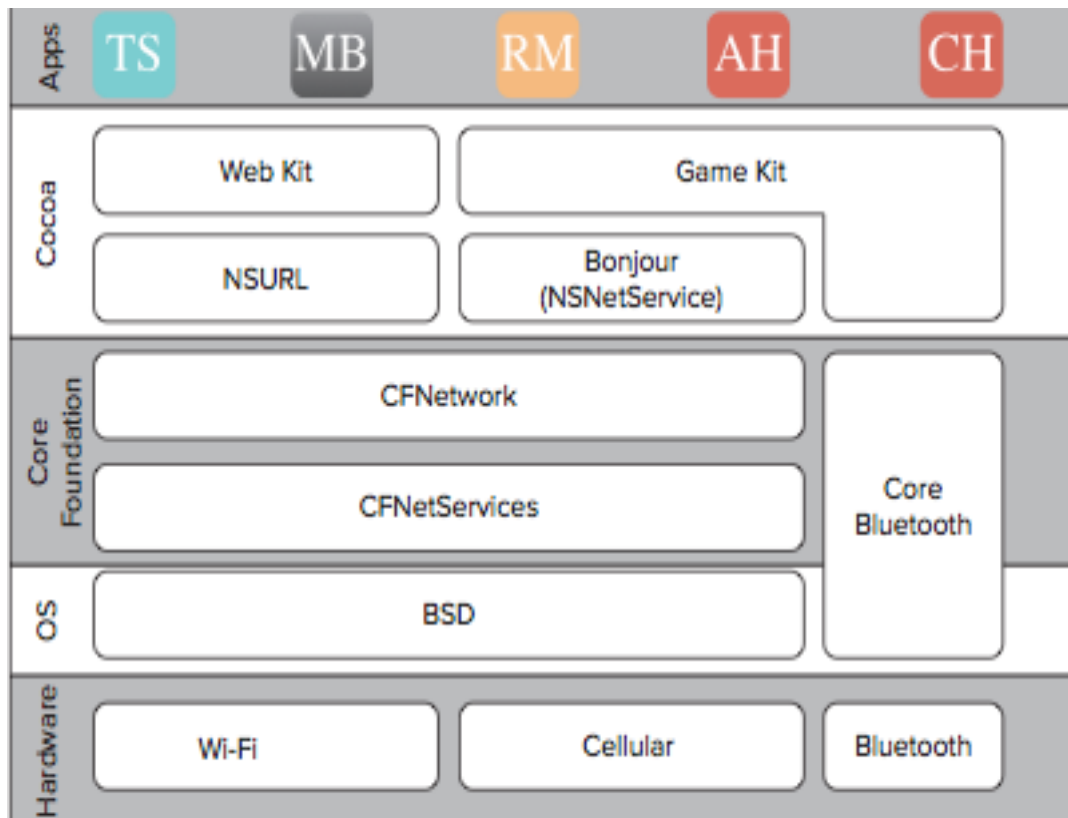 Apps
TS
MB
RM
AH
CH
Cocoa
Web Kit
Game Kit
NSURL
Bonjour
(NSNetService)
Core
Foundation
CFNetwork
CFNetServices
Core
Bluetooth
OS
BSD
Hardware
Wi-Fi
Cellular
Bluetooth